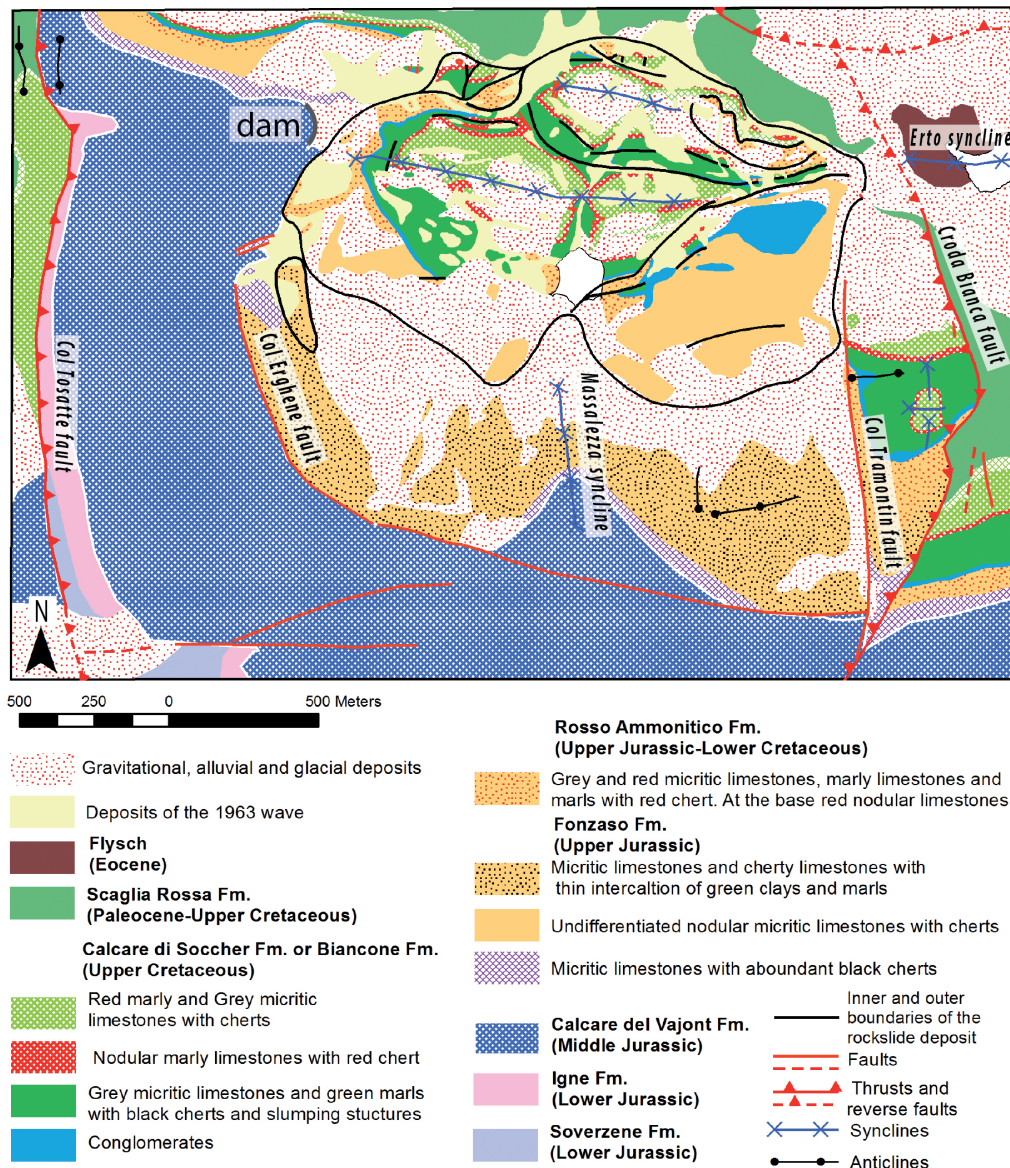 dam
Erto syncline
Croda Bianca fault
Col Tosatte fault
Col Erghene fault
Massalezza syncline
Col Tramontin fault
N
500 250 0 500 Meters
Gravitational, alluvial and glacial deposits
Deposits of the 1963 wave
Flysch
(Eocene)
Scaglia Rossa Fm.
(Paleocene-Upper Cretaceous)
Calcare di Soccher Fm. or Biancone Fm.
(Upper Cretaceous)
Red marly and Grey micritic
limestones with cherts
Nodular marly limestones with red chert
Grey micritic limestones and green marls
with black cherts and slumping stuctures
Conglomerates
Rosso Ammonitico Fm.
(Upper Jurassic-Lower Cretaceous)
Grey and red micritic limestones, marly limestones and
marls with red chert. At the base red nodular limestones
Fonzaso Fm.
(Upper Jurassic)
Micritic limestones and cherty limestones with
thin intercaltion of green clays and marls
Undifferentiated nodular micritic limestones with cherts
Micritic limestones with aboundant black cherts
Calcare del Vajont Fm.
(Middle Jurassic)
Igne Fm.
(Lower Jurassic)
Soverzene Fm.
(Lower Jurassic)
Inner and outer
boundaries of the
rockslide deposit
Faults
Thrusts and
reverse faults
Synclines
Anticlines